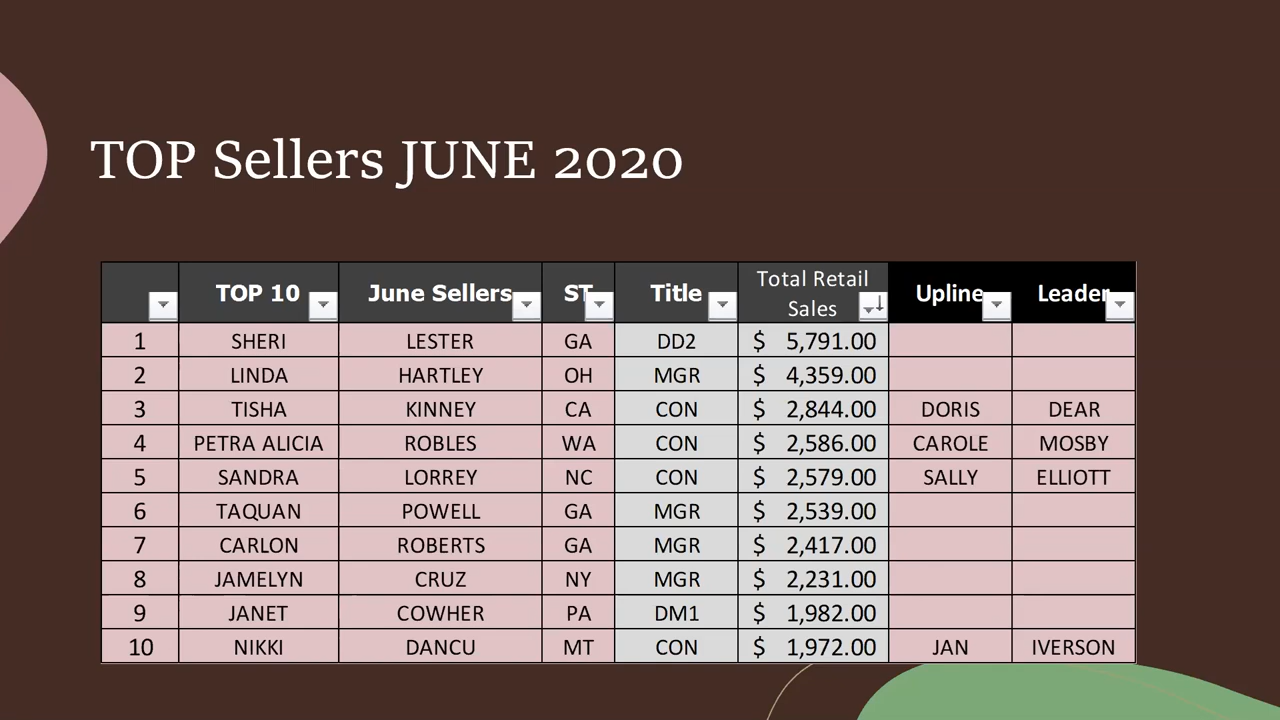 TOP Sellers JUNE 2020
TOP 10 June Sellers ST Title Total Retail Sales Upline Leader
1 SHERI LESTER GA DD2 $ 5,791.00
2 LINDA HARTLEY OH MGR $ 4,359.00
3 TISHA KINNEY CA CON $ 2,844.00 DORIS DEAR
4 PETRA ALICIA ROBLES WA CON $ 2,586.00 CAROLE MOSBY
5 SANDRA LORREY NC CON $ 2,579.00 SALLY ELLIOTT
6 TAQUAN POWELL GA MGR $ 2,539.00
7 CARLON ROBERTS GA MGR $ 2,417.00
8 JAMELYN CRUZ NY MGR $ 2,231.00
9 JANET COWHER PA DM1 $ 1,982.00
10 NIKKI DANCU MT CON $ 1,972.00 JAN IVERSON